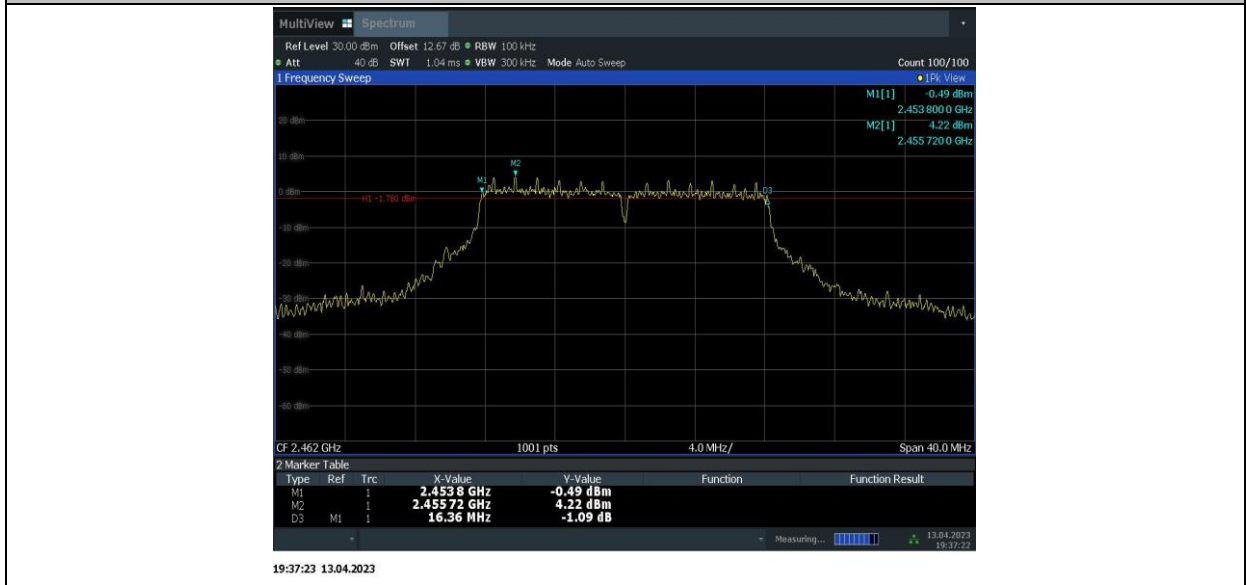 MultiView Spectrum
Ref Level 30.00 dBm Offset 12.67 dB RBW 100 kHz
Att 40 dB SWT 1.04 ms VBW 300 kHz Mode Auto Sweep Count 100/100
1 Frequency Sweep 1Pk View
M1[1] -0.49 dBm
2.453 800 0 GHz
M2[1] 4.22 dBm
2.455 720 0 GHz
20 dBm
10 dBm
M2
M1
D3
0 dBm
H1 -1.780 dBm
-10 dBm
-20 dBm
-30 dBm
-40 dBm
-50 dBm
-60 dBm
CF 2.462 GHz 1001 pts 4.0 MHz/ Span 40.0 MHz
2 Marker Table
Type Ref Trc X-Value Y-Value Function Function Result
M1 1 2.4538 GHz -0.49 dBm
M2 1 2.45572 GHz 4.22 dBm
D3 M1 1 16.36 MHz -1.09 dB
Measuring... 13.04.2023
19:37:22
19:37:23 13.04.2023